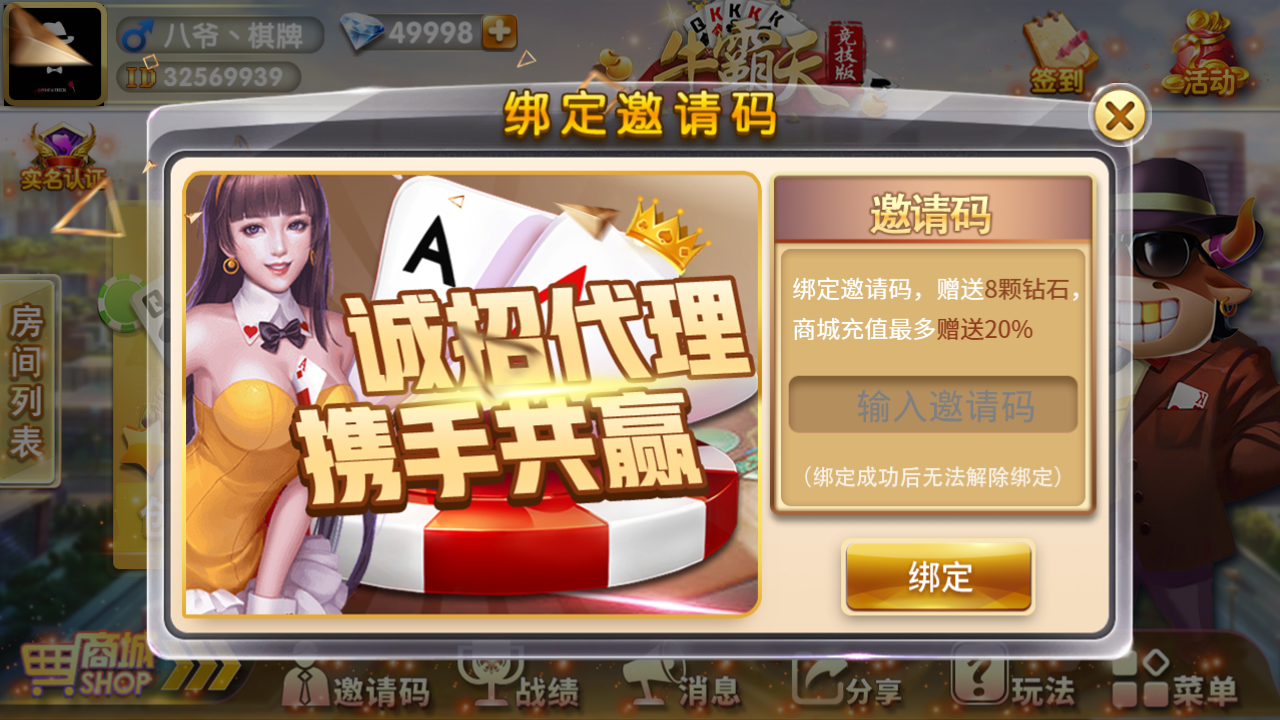 八爷丶棋牌
49998
ID 32569939
牛霸天
竞技版
签到
活动
实名认证
绑定邀请码
房间列表
A
诚招代理
携手共赢
邀请码
绑定邀请码，赠送8颗钻石，
商城充值最多赠送20%
输入邀请码
（绑定成功后无法解除绑定）
绑定
商城
SHOP
邀请码
战绩
消息
分享
玩法
菜单